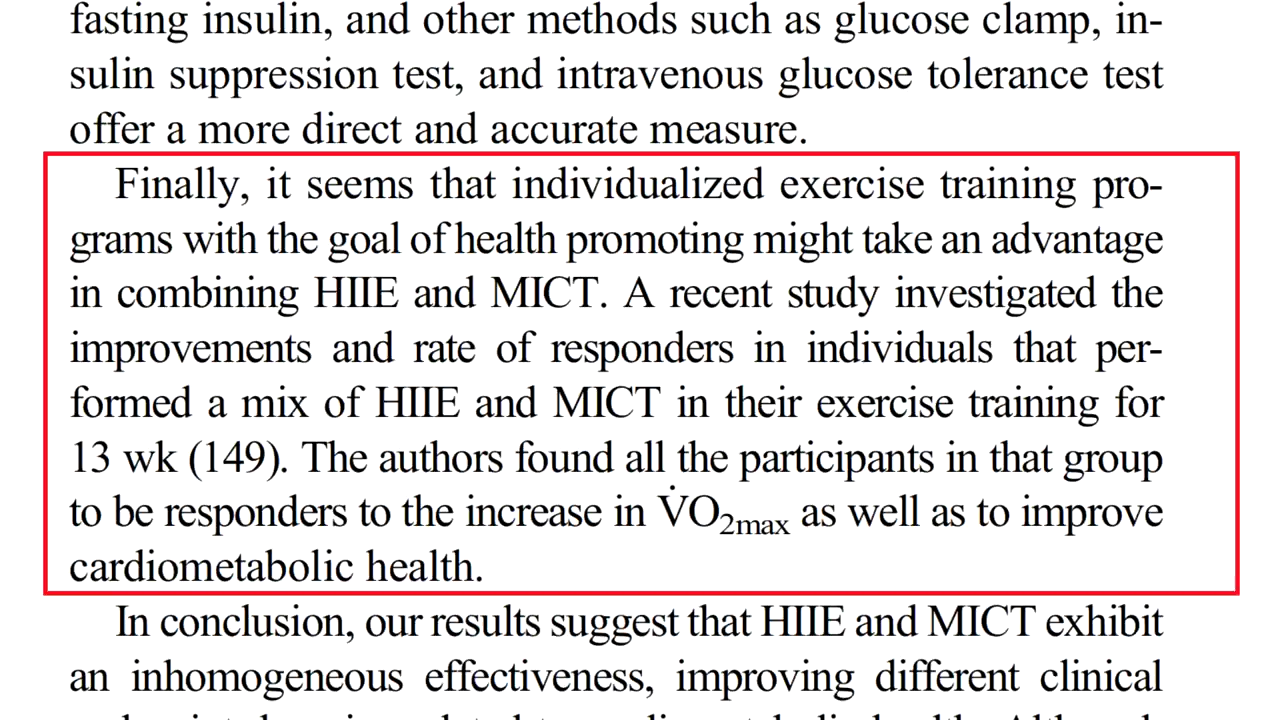 fasting insulin, and other methods such as glucose clamp, in-
sulin suppression test, and intravenous glucose tolerance test
offer a more direct and accurate measure.
Finally, it seems that individualized exercise training pro-
grams with the goal of health promoting might take an advantage
in combining HIIE and MICT. A recent study investigated the
improvements and rate of responders in individuals that per-
formed a mix of HIIE and MICT in their exercise training for
13 wk (149). The authors found all the participants in that group
to be responders to the increase in V̇O2max as well as to improve
cardiometabolic health.
In conclusion, our results suggest that HIIE and MICT exhibit
an inhomogeneous effectiveness, improving different clinical